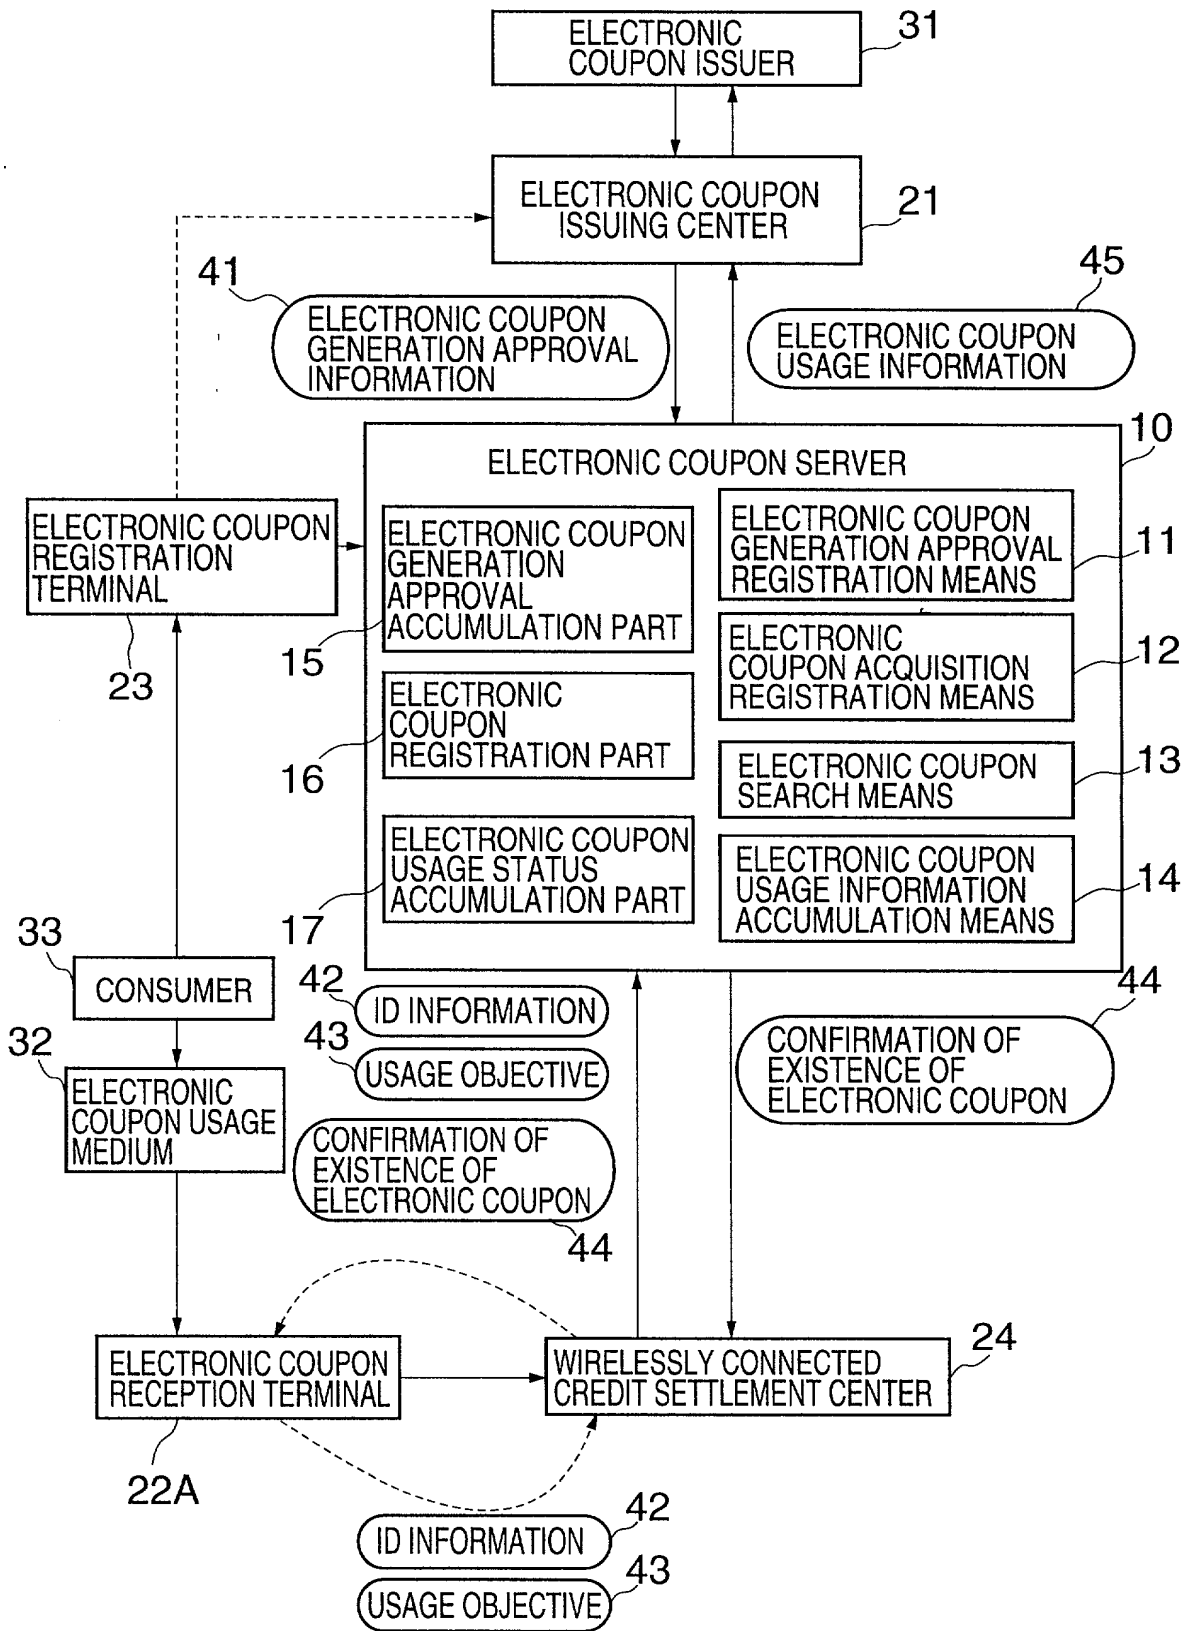 ELECTRONIC
COUPON ISSUER
31
ELECTRONIC COUPON
ISSUING CENTER
21
41
ELECTRONIC COUPON
GENERATION APPROVAL
INFORMATION
45
ELECTRONIC COUPON
USAGE INFORMATION
10
ELECTRONIC COUPON SERVER
ELECTRONIC COUPON
REGISTRATION
TERMINAL
23
ELECTRONIC COUPON
GENERATION
APPROVAL
ACCUMULATION PART
15
ELECTRONIC COUPON
GENERATION APPROVAL
REGISTRATION MEANS
11
ELECTRONIC
COUPON ACQUISITION
REGISTRATION MEANS
12
ELECTRONIC
COUPON
REGISTRATION PART
16
ELECTRONIC COUPON
SEARCH MEANS
13
ELECTRONIC COUPON
USAGE STATUS
ACCUMULATION PART
17
ELECTRONIC COUPON
USAGE INFORMATION
ACCUMULATION MEANS
14
33
CONSUMER
32
ELECTRONIC
COUPON USAGE
MEDIUM
42
ID INFORMATION
43
USAGE OBJECTIVE
44
CONFIRMATION OF
EXISTENCE OF
ELECTRONIC COUPON
CONFIRMATION OF
EXISTENCE OF
ELECTRONIC COUPON
44
ELECTRONIC COUPON
RECEPTION TERMINAL
22A
WIRELESSLY CONNECTED
CREDIT SETTLEMENT CENTER
24
ID INFORMATION
42
USAGE OBJECTIVE
43